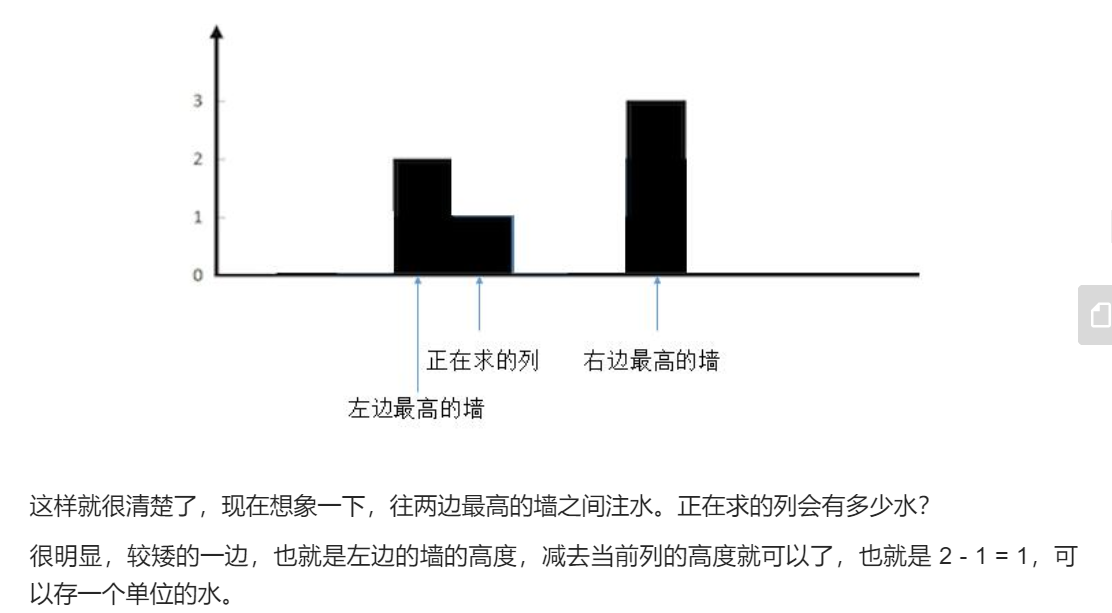 3
2
1
0
正在求的列 右边最高的墙
左边最高的墙
这样就很清楚了，现在想象一下，往两边最高的墙之间注水。正在求的列会有多少水？
很明显，较矮的一边，也就是左边的墙的高度，减去当前列的高度就可以了，也就是 2 - 1 = 1，可
以存一个单位的水。